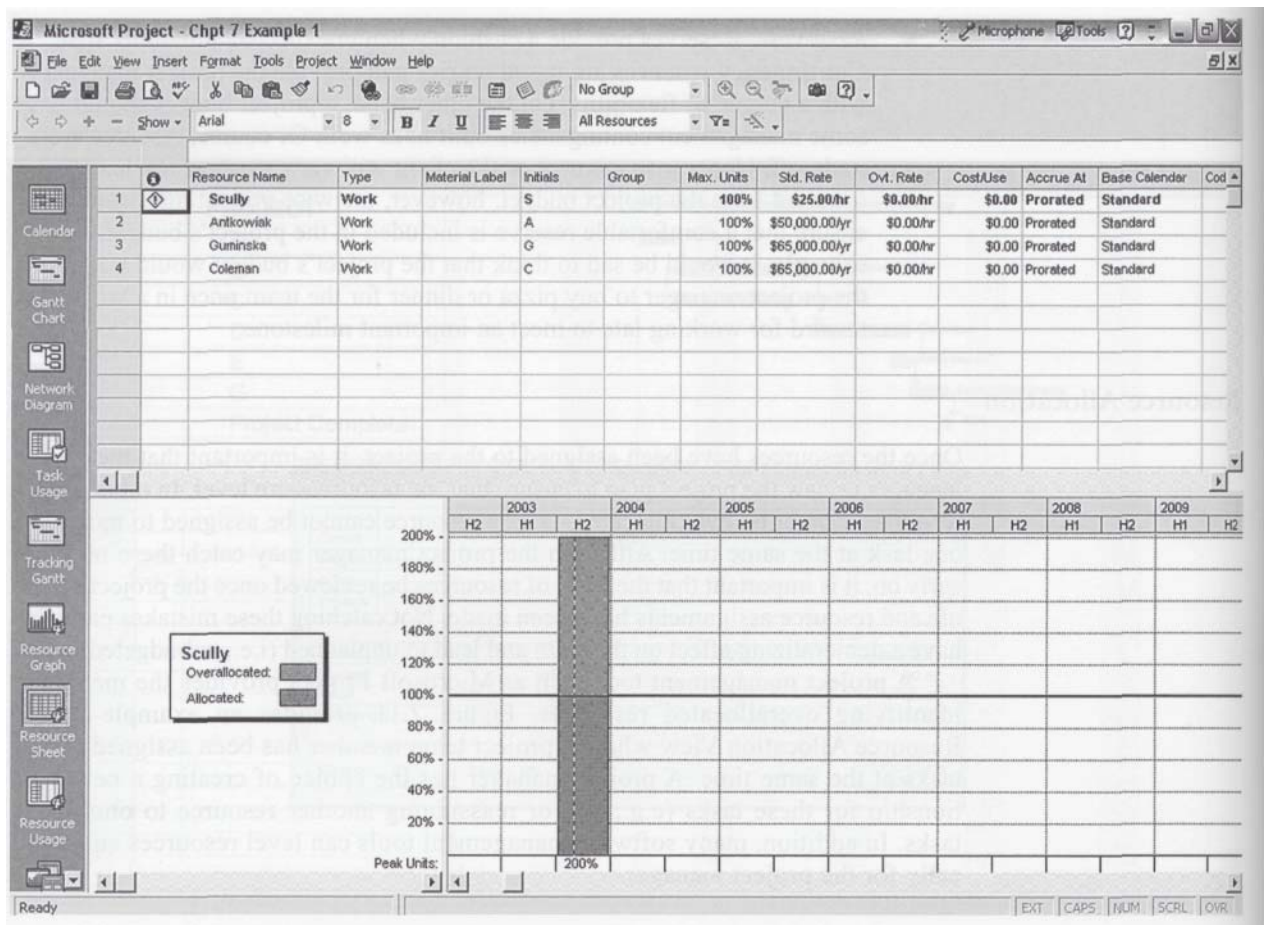 Microsoft Project - Chpt 7 Example 1
Microphone Tools
File Edit View Insert Format Tools Project Window Help
No Group
Show Arial 8 B I U All Resources
Resource Name Type Material Label Initials Group Max. Units Std. Rate Ovt. Rate Cost/Use Accrue At Base Calendar Cod
1 Scully Work S 100% $25.00/hr $0.00/hr $0.00 Prorated Standard
2 Antkowiak Work A 100% $50,000.00/yr $0.00/hr $0.00 Prorated Standard
3 Guminska Work G 100% $65,000.00/yr $0.00/hr $0.00 Prorated Standard
4 Coleman Work C 100% $65,000.00/yr $0.00/hr $0.00 Prorated Standard
Calendar
Gantt Chart
Network Diagram
Task Usage
Tracking Gantt
Resource Graph
Resource Sheet
Resource Usage
2003 2004 2005 2006 2007 2008 2009
H2 H1 H2 H1 H2 H1 H2 H1 H2 H1 H2 H1 H2 H1 H2
200%
180%
160%
140%
120%
100%
80%
60%
40%
20%
Scully
Overallocated:
Allocated:
Peak Units: 200%
Ready
EXT CAPS NUM SCRL OVR